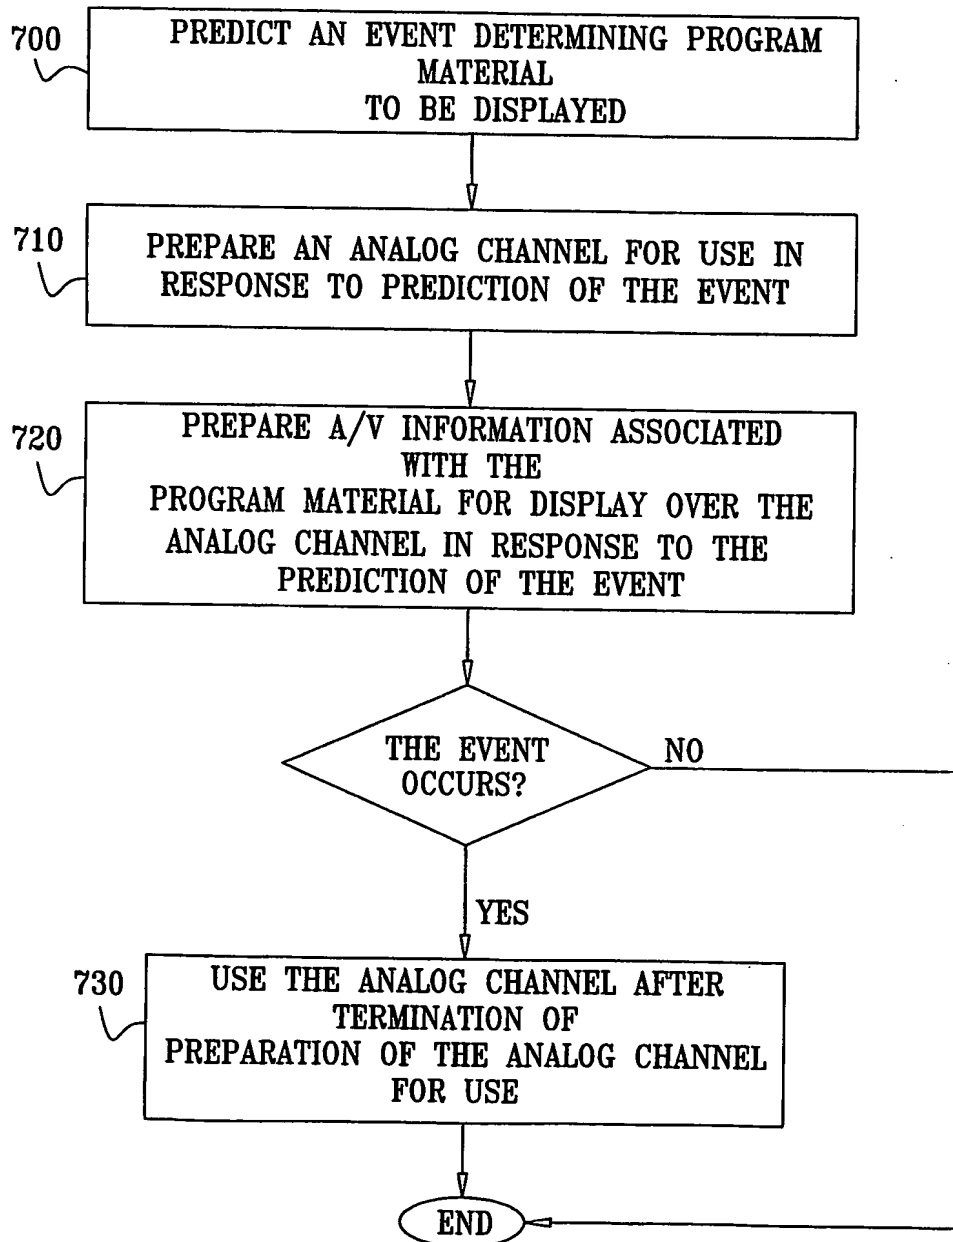 700
PREDICT AN EVENT DETERMINING PROGRAM
MATERIAL
TO BE DISPLAYED
710
PREPARE AN ANALOG CHANNEL FOR USE IN
RESPONSE TO PREDICTION OF THE EVENT
720
PREPARE A/V INFORMATION ASSOCIATED
WITH THE
PROGRAM MATERIAL FOR DISPLAY OVER THE
ANALOG CHANNEL IN RESPONSE TO THE
PREDICTION OF THE EVENT
THE EVENT
OCCURS?
NO
YES
730
USE THE ANALOG CHANNEL AFTER
TERMINATION OF
PREPARATION OF THE ANALOG CHANNEL
FOR USE
END